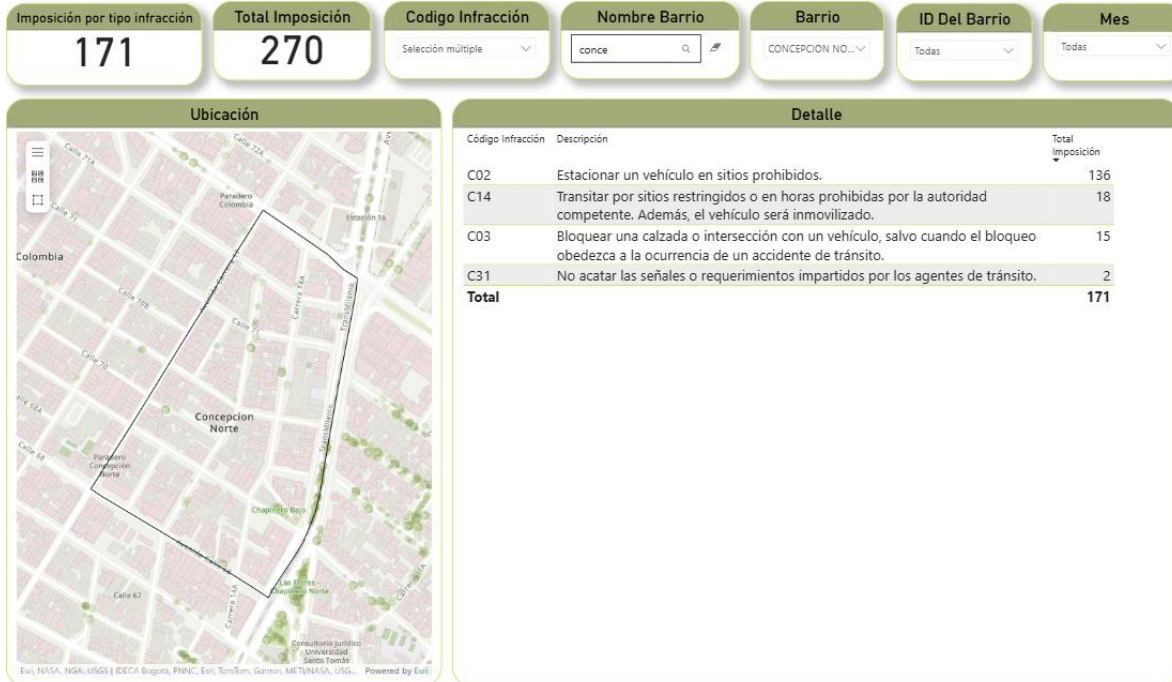 Imposición por tipo infracción
171
Total Imposición
270
Codigo Infracción
Selección múltiple
Nombre Barrio
conce
Barrio
CONCEPCION NO...
ID Del Barrio
Todas
Mes
Todas
Ubicación
Calle 71A
Calle 72A
Paradero
Colombia
Estación 16
Calle 71
Colombia
Carrera 14A
TransMilenio
Calle 70B
Calle 71
Calle 70
Concepcion
Norte
TransMilenio
Calle 68
Paradero
Concepción
Norte
Chapinero Bajo
Las Flores -
Chapinero Norte
Calle 67
Carrera 14A
Consultorio Jurídico
Universidad
Santo Tomás
Esri, NASA, NGA, USGS | IDECA Bogotá, PNNC, Esri, TomTom, Garmin, METI/NASA, USG...
Powered by Esri
Detalle
Código Infracción Descripción Total
Imposición
C02 Estacionar un vehículo en sitios prohibidos. 136
C14 Transitar por sitios restringidos o en horas prohibidas por la autoridad 18
competente. Además, el vehículo será inmovilizado.
C03 Bloquear una calzada o intersección con un vehículo, salvo cuando el bloqueo 15
obedezca a la ocurrencia de un accidente de tránsito.
C31 No acatar las señales o requerimientos impartidos por los agentes de tránsito. 2
Total 171